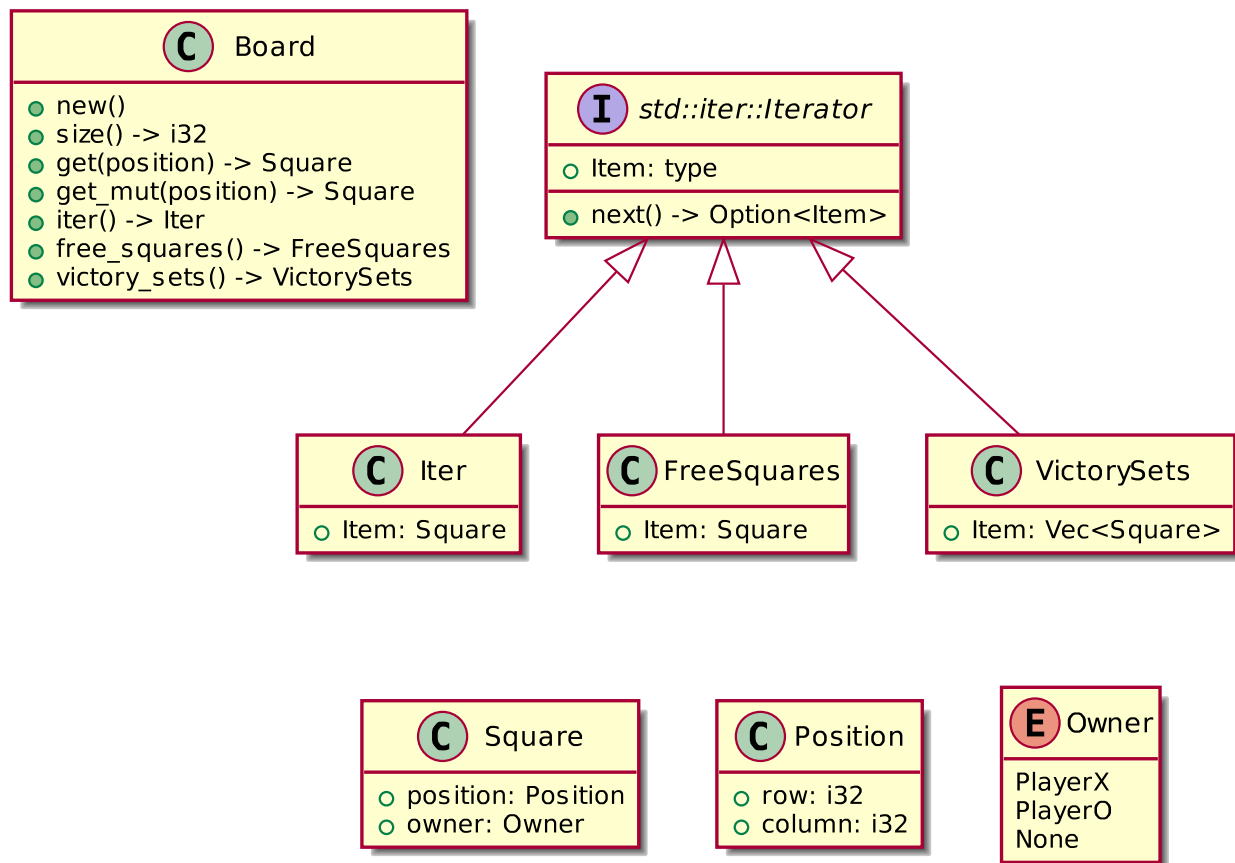 C Board
new()
size() -> i32
get(position) -> Square
get_mut(position) -> Square
iter() -> Iter
free_squares() -> FreeSquares
victory_sets() -> VictorySets
I std::iter::Iterator
Item: type
next() -> Option<Item>
C Iter
Item: Square
C FreeSquares
Item: Square
C VictorySets
Item: Vec<Square>
C Square
position: Position
owner: Owner
C Position
row: i32
column: i32
E Owner
PlayerX
PlayerO
None